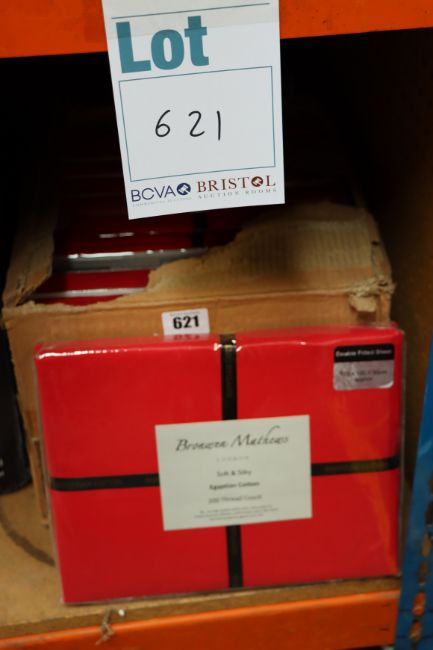 Lot
621
BCVA BRISTOL
AUCTION ROOMS
621
Double Fitted Sheet
Bronwen Mathews
LONDON
Soft & Silky
Egyptian Cotton
200 Thread Count